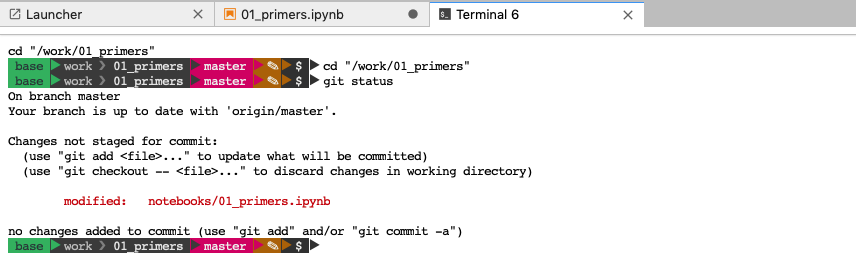 Launcher
01_primers.ipynb
Terminal 6
cd "/work/01_primers"
base work 01_primers master ✎ $ cd "/work/01_primers"
base work 01_primers master ✎ $ git status
On branch master
Your branch is up to date with 'origin/master'.
Changes not staged for commit:
(use "git add <file>..." to update what will be committed)
(use "git checkout -- <file>..." to discard changes in working directory)
modified: notebooks/01_primers.ipynb
no changes added to commit (use "git add" and/or "git commit -a")
base work 01_primers master ✎ $